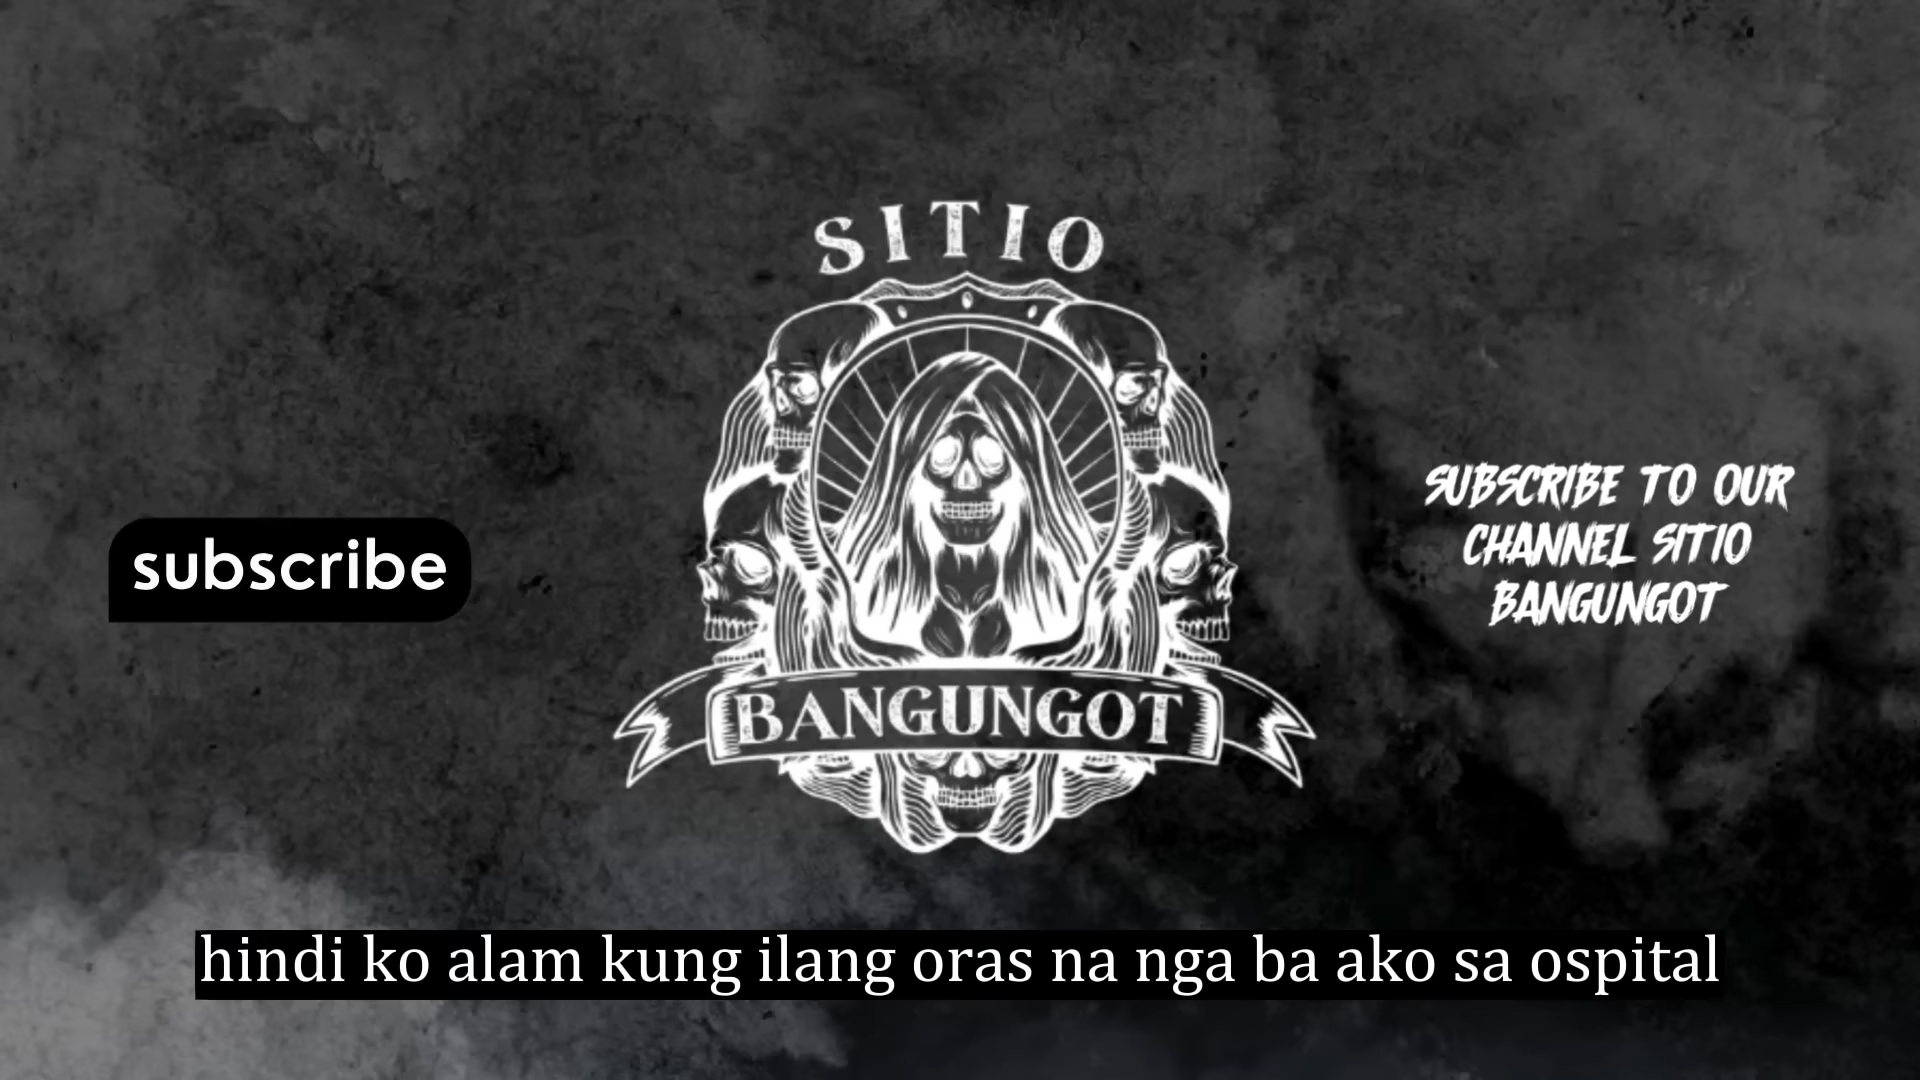 SITIO
BANGUNGOT
subscribe
SUBSCRIBE TO OUR
CHANNEL SITIO
BANGUNGOT
hindi ko alam kung ilang oras na nga ba ako sa ospital